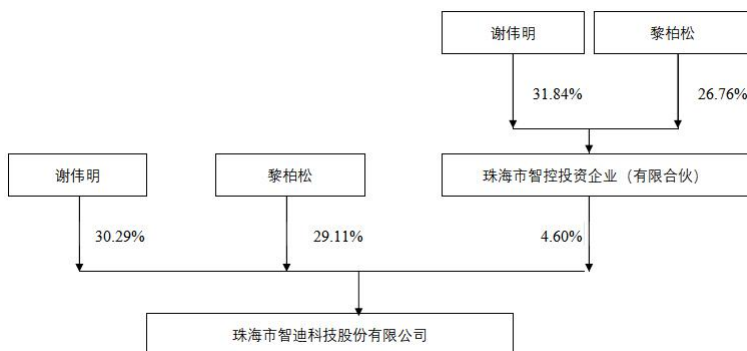 谢伟明
黎柏松
31.84%
26.76%
谢伟明
黎柏松
珠海市智控投资企业（有限合伙）
30.29%
29.11%
4.60%
珠海市智迪科技股份有限公司